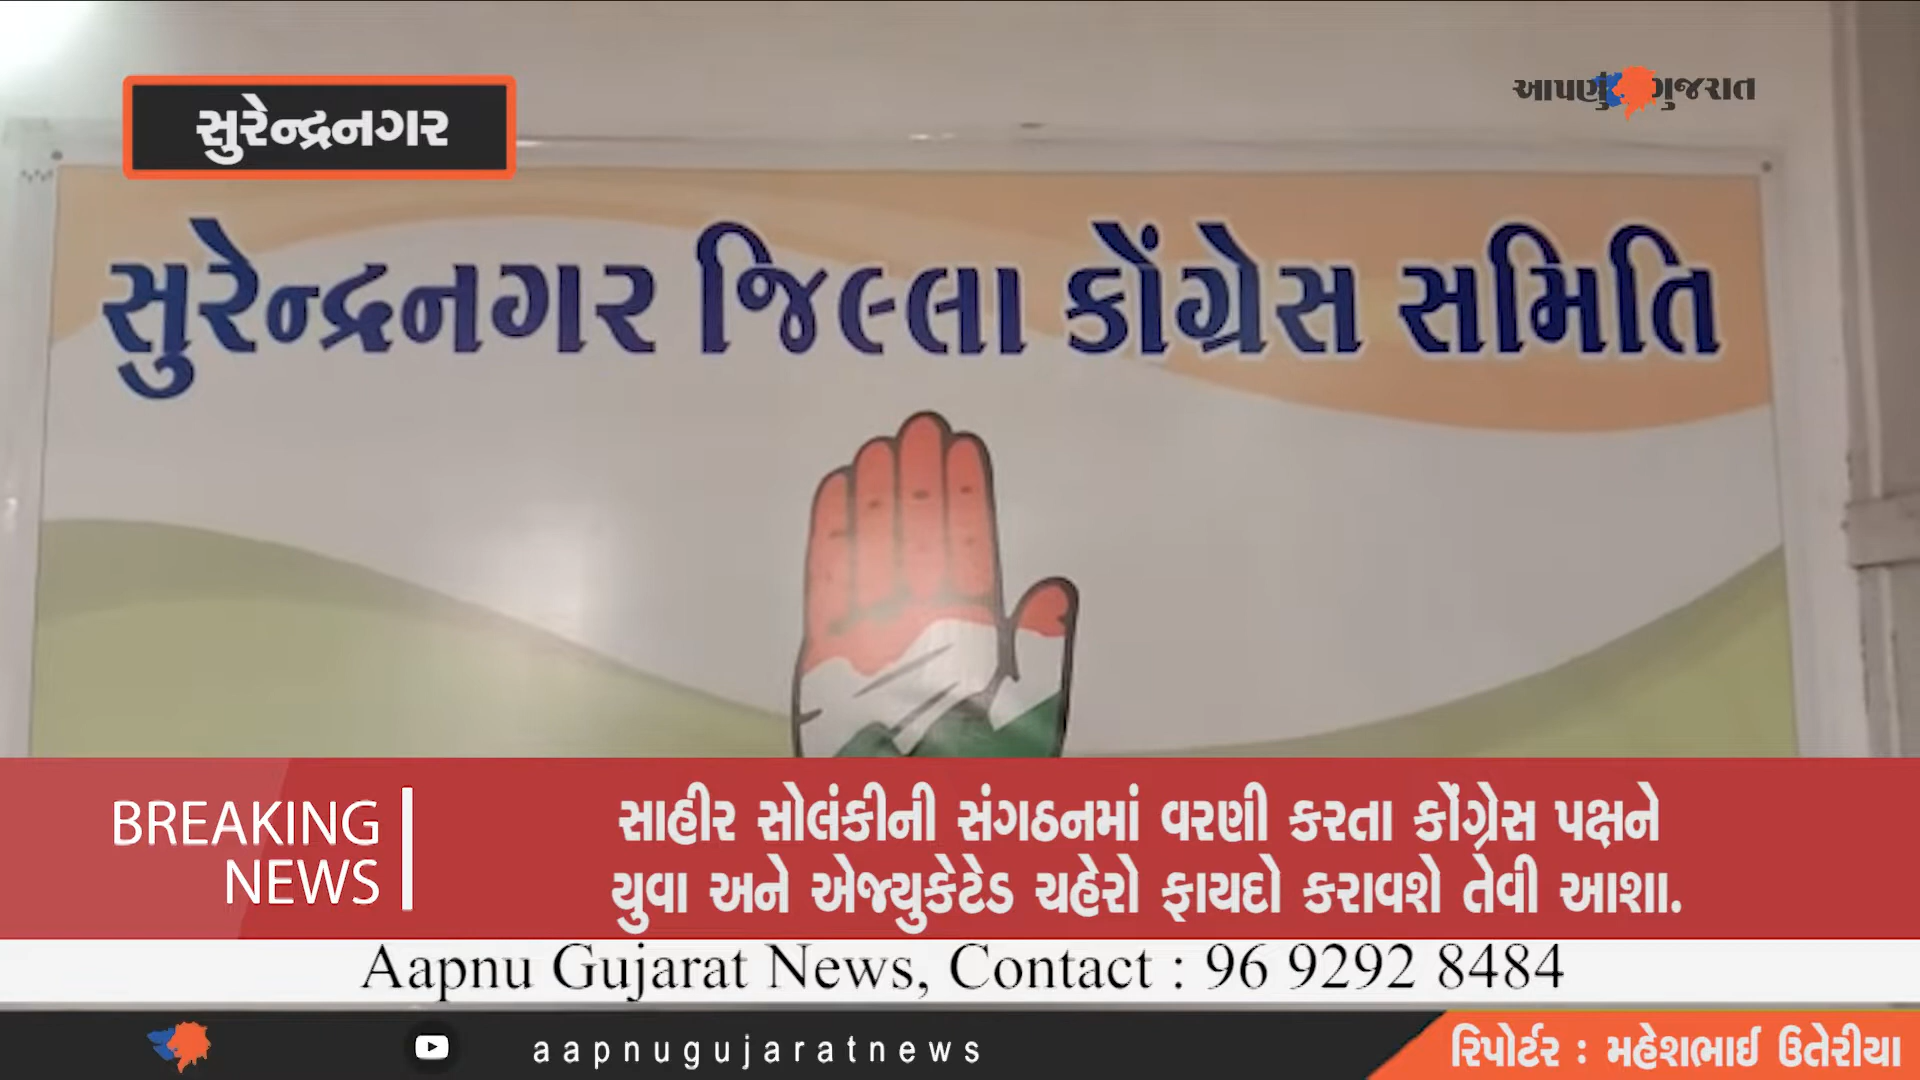 સુરેન્દ્રનગર
આપણું ગુજરાત
સુરેન્દ્રનગર જિલ્લા કોંગ્રેસ સમિતિ
BREAKING
NEWS
સાહીર સોલંકીની સંગઠનમાં વરણી કરતા કોંગ્રેસ પક્ષને
યુવા અને એજ્યુકેટેડ ચહેરો ફાયદો કરાવશે તેવી આશા.
Aapnu Gujarat News, Contact : 96 9292 8484
aapnugujaratnews
રિપોર્ટર : મહેશભાઈ ઉતેરીયા